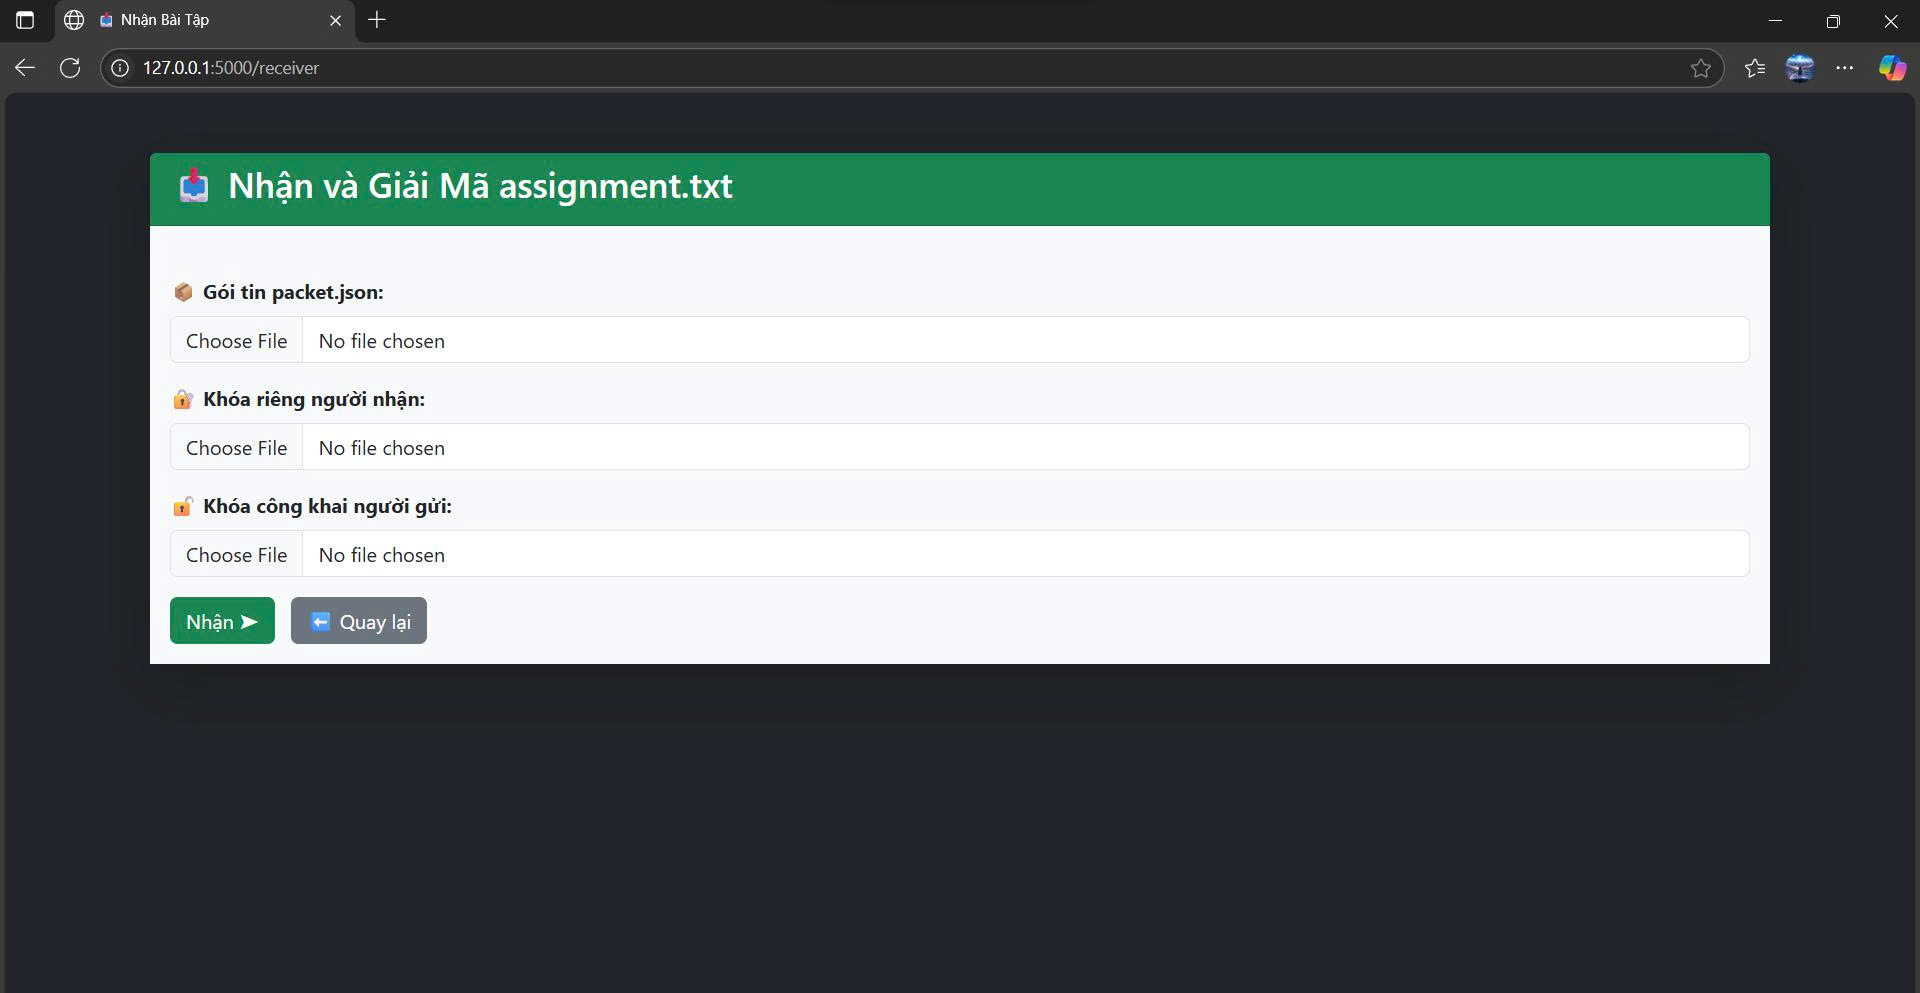 Nhận Bài Tập
127.0.0.1:5000/receiver
Nhận và Giải Mã assignment.txt
Gói tin packet.json:
Choose File No file chosen
Khóa riêng người nhận:
Choose File No file chosen
Khóa công khai người gửi:
Choose File No file chosen
Nhận ➤ Quay lại